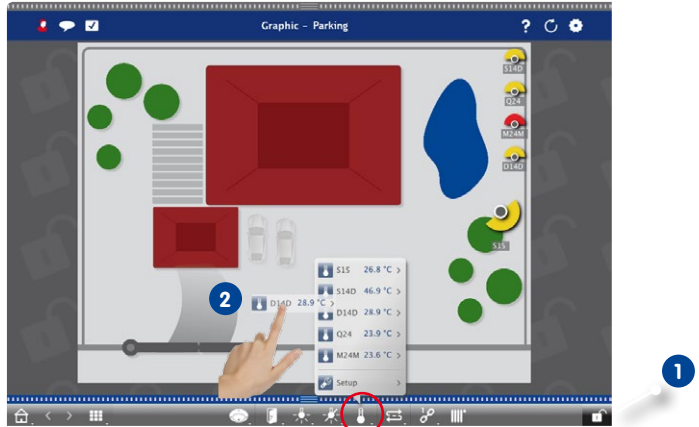 Graphic – Parking
?
S14D
Q24
M24M
D14D
S15
S15 26.8 °C >
S14D 46.9 °C >
D14D 28.9 °C >
D14D 28.9 °C >
Q24 23.9 °C >
M24M 23.6 °C >
Setup >
2
1